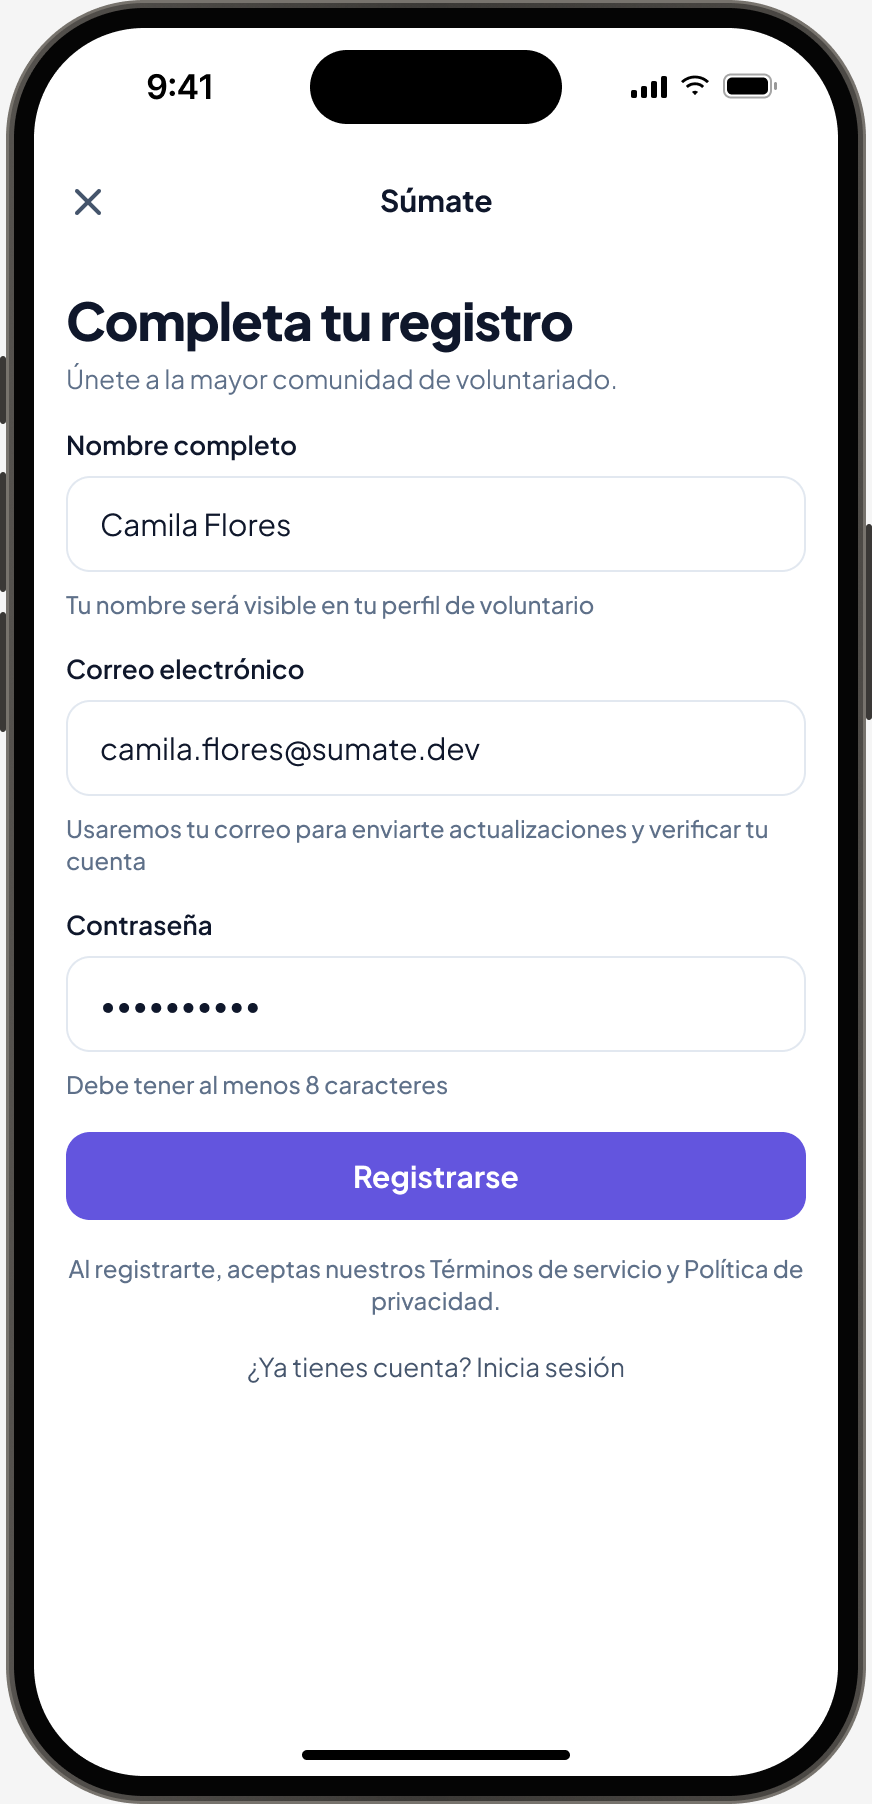 9:41
Súmate
Completa tu registro
Únete a la mayor comunidad de voluntariado.
Nombre completo
Camila Flores
Tu nombre será visible en tu perfil de voluntario
Correo electrónico
camila.flores@sumate.dev
Usaremos tu correo para enviarte actualizaciones y verificar tu
cuenta
Contraseña
••••••••••
Debe tener al menos 8 caracteres
Registrarse
Al registrarte, aceptas nuestros Términos de servicio y Política de
privacidad.
¿Ya tienes cuenta? Inicia sesión